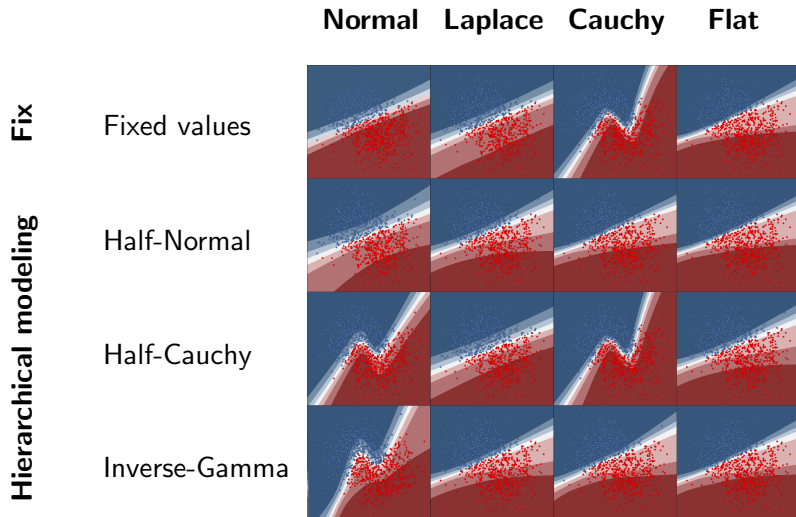 Normal Laplace Cauchy Flat
Fix
Fixed values
Hierarchical modeling
Half-Normal
Half-Cauchy
Inverse-Gamma